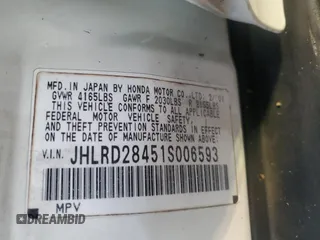 MFD. IN JAPAN BY HONDA MOTOR CO., LTD.
GVWR 4165LBS GAWR F 2030LBS R
THIS VEHICLE CONFORMS TO ALL APPLICABLE
FEDERAL MOTOR VEHICLE SAFETY,
AND THEFT PREVENTION STANDARDS IN EFFECT
ON THE DATE OF MANUFACTURE SHOWN ABOVE.
V.I.N. JHLRD28451S006593
MPV
© DRIVEGOOD